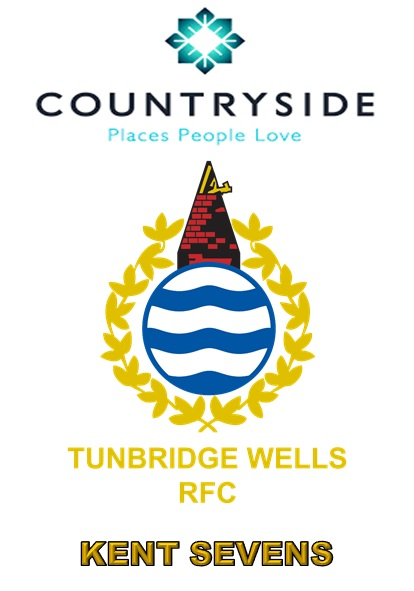 COUNTRYSIDE
Places People Love
TUNBRIDGE WELLS
RFC
KENT SEVENS